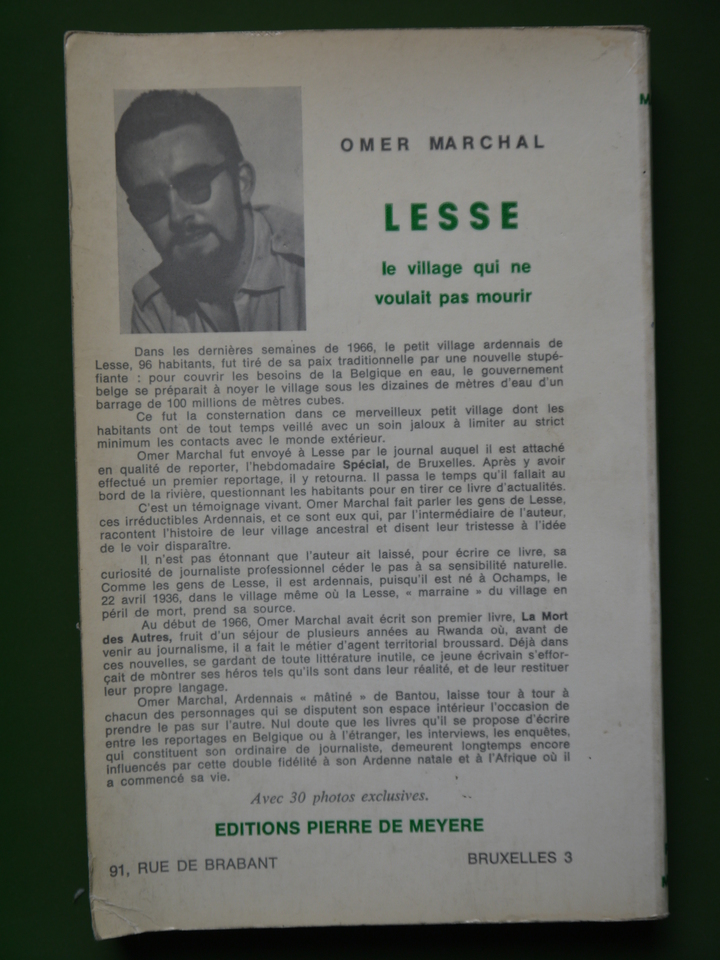 OMER MARCHAL
LESSE
le village qui ne
voulait pas mourir
Dans les dernières semaines de 1966, le petit village ardennais de
Lesse, 96 habitants, fut tiré de sa paix traditionnelle par une nouvelle stupé-
fiante : pour couvrir les besoins de la Belgique en eau, le gouvernement
belge se préparait à noyer le village sous les dizaines de mètres d'eau d'un
barrage de 100 millions de mètres cubes.
Ce fut la consternation dans ce merveilleux petit village dont les
habitants ont de tout temps veillé avec un soin jaloux à limiter au strict
minimum les contacts avec le monde extérieur.
Omer Marchal fut envoyé à Lesse par le journal auquel il est attaché
en qualité de reporter, l'hebdomadaire Spécial, de Bruxelles. Après y avoir
effectué un premier reportage, il y retourna. Il passa le temps qu'il fallait au
bord de la rivière, questionnant les habitants pour en tirer ce livre d'actualités.
C'est un témoignage vivant. Omer Marchal fait parler les gens de Lesse,
ces irréductibles Ardennais, et ce sont eux qui, par l'intermédiaire de l'auteur,
racontent l'histoire de leur village ancestral et disent leur tristesse à l'idée
de le voir disparaître.
Il n'est pas étonnant que l'auteur ait laissé, pour écrire ce livre, sa
curiosité de journaliste professionnel céder le pas à sa sensibilité naturelle.
Comme les gens de Lesse, il est ardennais, puisqu'il est né à Ochamps, le
22 avril 1936, dans le village même où la Lesse, « marraine » du village en
péril de mort, prend sa source.
Au début de 1966, Omer Marchal avait écrit son premier livre, La Mort
des Autres, fruit d'un séjour de plusieurs années au Rwanda où, avant de
venir au journalisme, il a fait le métier d'agent territorial broussard. Déjà dans
ces nouvelles, se gardant de toute littérature inutile, ce jeune écrivain s'effor-
çait de montrer ses héros tels qu'ils sont dans leur réalité, et de leur restituer
leur propre langage.
Omer Marchal, Ardennais « mâtiné » de Bantou, laisse tour à tour à
chacun des personnages qui se disputent son espace intérieur l'occasion de
prendre le pas sur l'autre. Nul doute que les livres qu'il se propose d'écrire
entre les reportages en Belgique ou à l'étranger, les interviews, les enquêtes,
qui constituent son ordinaire de journaliste, demeurent longtemps encore
influencés par cette double fidélité à son Ardenne natale et à l'Afrique où il
a commencé sa vie.
Avec 30 photos exclusives.
EDITIONS PIERRE DE MEYERE
91, RUE DE BRABANT
BRUXELLES 3